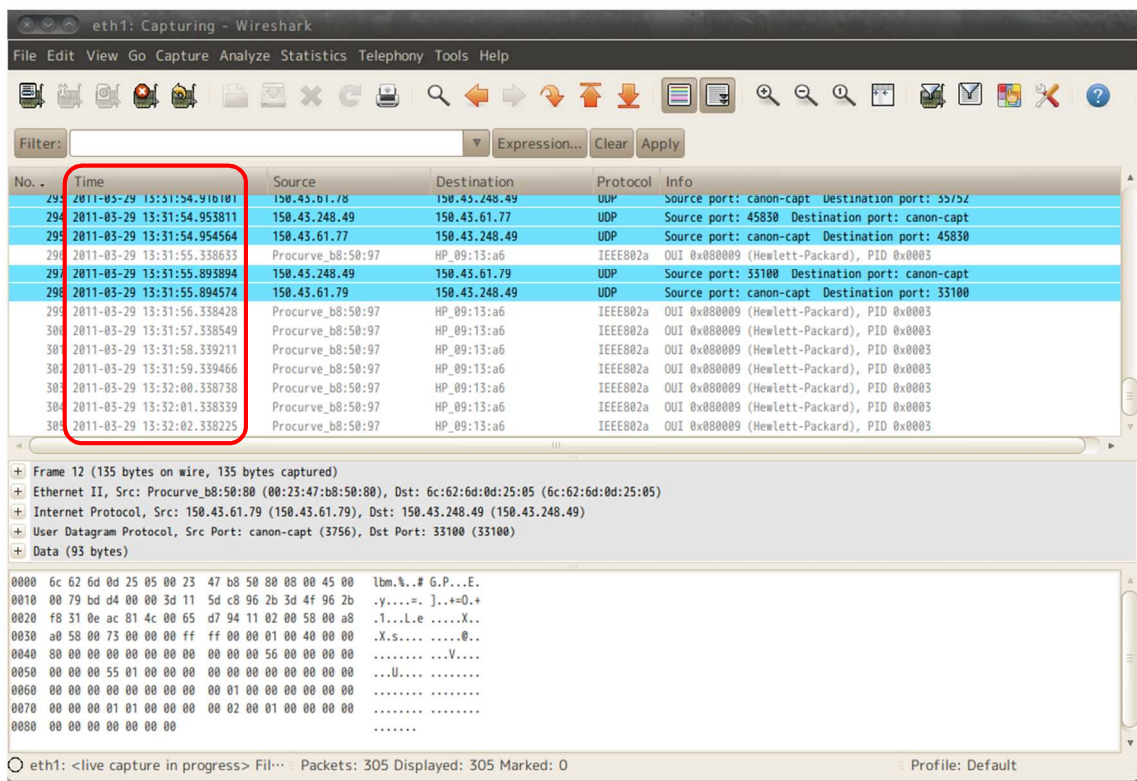 eth1: Capturing - Wireshark
File Edit View Go Capture Analyze Statistics Telephony Tools Help
Filter: Expression... Clear Apply
No. . Time Source Destination Protocol Info
293 2011-03-29 13:31:54.916101 150.43.61.78 150.43.248.49 UDP Source port: canon-capt Destination port: 35752
294 2011-03-29 13:31:54.953811 150.43.248.49 150.43.61.77 UDP Source port: 45830 Destination port: canon-capt
295 2011-03-29 13:31:54.954564 150.43.61.77 150.43.248.49 UDP Source port: canon-capt Destination port: 45830
296 2011-03-29 13:31:55.338633 Procurve_b8:50:97 HP_09:13:a6 IEEE802a OUI 0x080009 (Hewlett-Packard), PID 0x0003
297 2011-03-29 13:31:55.893894 150.43.248.49 150.43.61.79 UDP Source port: 33100 Destination port: canon-capt
298 2011-03-29 13:31:55.894574 150.43.61.79 150.43.248.49 UDP Source port: canon-capt Destination port: 33100
299 2011-03-29 13:31:56.338428 Procurve_b8:50:97 HP_09:13:a6 IEEE802a OUI 0x080009 (Hewlett-Packard), PID 0x0003
300 2011-03-29 13:31:57.338549 Procurve_b8:50:97 HP_09:13:a6 IEEE802a OUI 0x080009 (Hewlett-Packard), PID 0x0003
301 2011-03-29 13:31:58.339211 Procurve_b8:50:97 HP_09:13:a6 IEEE802a OUI 0x080009 (Hewlett-Packard), PID 0x0003
302 2011-03-29 13:31:59.339466 Procurve_b8:50:97 HP_09:13:a6 IEEE802a OUI 0x080009 (Hewlett-Packard), PID 0x0003
303 2011-03-29 13:32:00.338738 Procurve_b8:50:97 HP_09:13:a6 IEEE802a OUI 0x080009 (Hewlett-Packard), PID 0x0003
304 2011-03-29 13:32:01.338339 Procurve_b8:50:97 HP_09:13:a6 IEEE802a OUI 0x080009 (Hewlett-Packard), PID 0x0003
305 2011-03-29 13:32:02.338225 Procurve_b8:50:97 HP_09:13:a6 IEEE802a OUI 0x080009 (Hewlett-Packard), PID 0x0003
Frame 12 (135 bytes on wire, 135 bytes captured)
Ethernet II, Src: Procurve_b8:50:80 (00:23:47:b8:50:80), Dst: 6c:62:6d:0d:25:05 (6c:62:6d:0d:25:05)
Internet Protocol, Src: 150.43.61.79 (150.43.61.79), Dst: 150.43.248.49 (150.43.248.49)
User Datagram Protocol, Src Port: canon-capt (3756), Dst Port: 33100 (33100)
Data (93 bytes)
0000 6c 62 6d 0d 25 05 00 23 47 b8 50 80 08 00 45 00 lbm.%..# G.P...E.
0010 00 79 bd d4 00 00 3d 11 5d c8 96 2b 3d 4f 96 2b .y....=. ]..+=O.+
0020 f8 31 0e ac 81 4c 00 65 d7 94 11 02 00 58 00 a8 .1...L.e .....X..
0030 a0 58 00 73 00 00 00 ff ff 00 00 01 00 40 00 00 .X.s.... .....@..
0040 80 00 00 00 00 00 00 00 00 00 00 56 00 00 00 00 ........ ...V....
0050 00 00 00 55 01 00 00 00 00 00 00 00 00 00 00 00 ...U.... ........
0060 00 00 00 00 00 00 00 00 00 01 00 00 00 00 00 00 ........ ........
0070 00 00 00 01 01 00 00 00 00 02 00 01 00 00 00 00 ........ ........
0080 00 00 00 00 00 00 00 .......
eth1: <live capture in progress> Fil··· Packets: 305 Displayed: 305 Marked: 0 Profile: Default